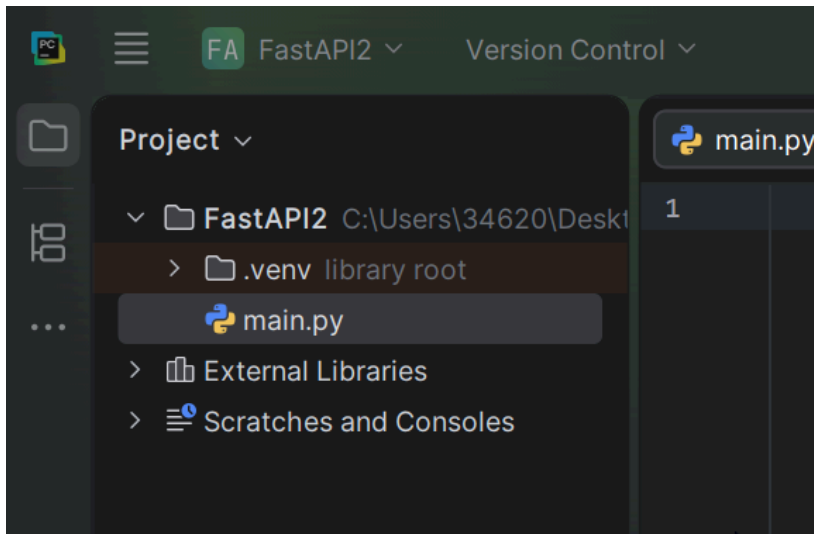 PC
FA FastAPI2 Version Control
Project
main.py
FastAPI2 C:\Users\34620\Deskt
1
.venv library root
main.py
External Libraries
Scratches and Consoles